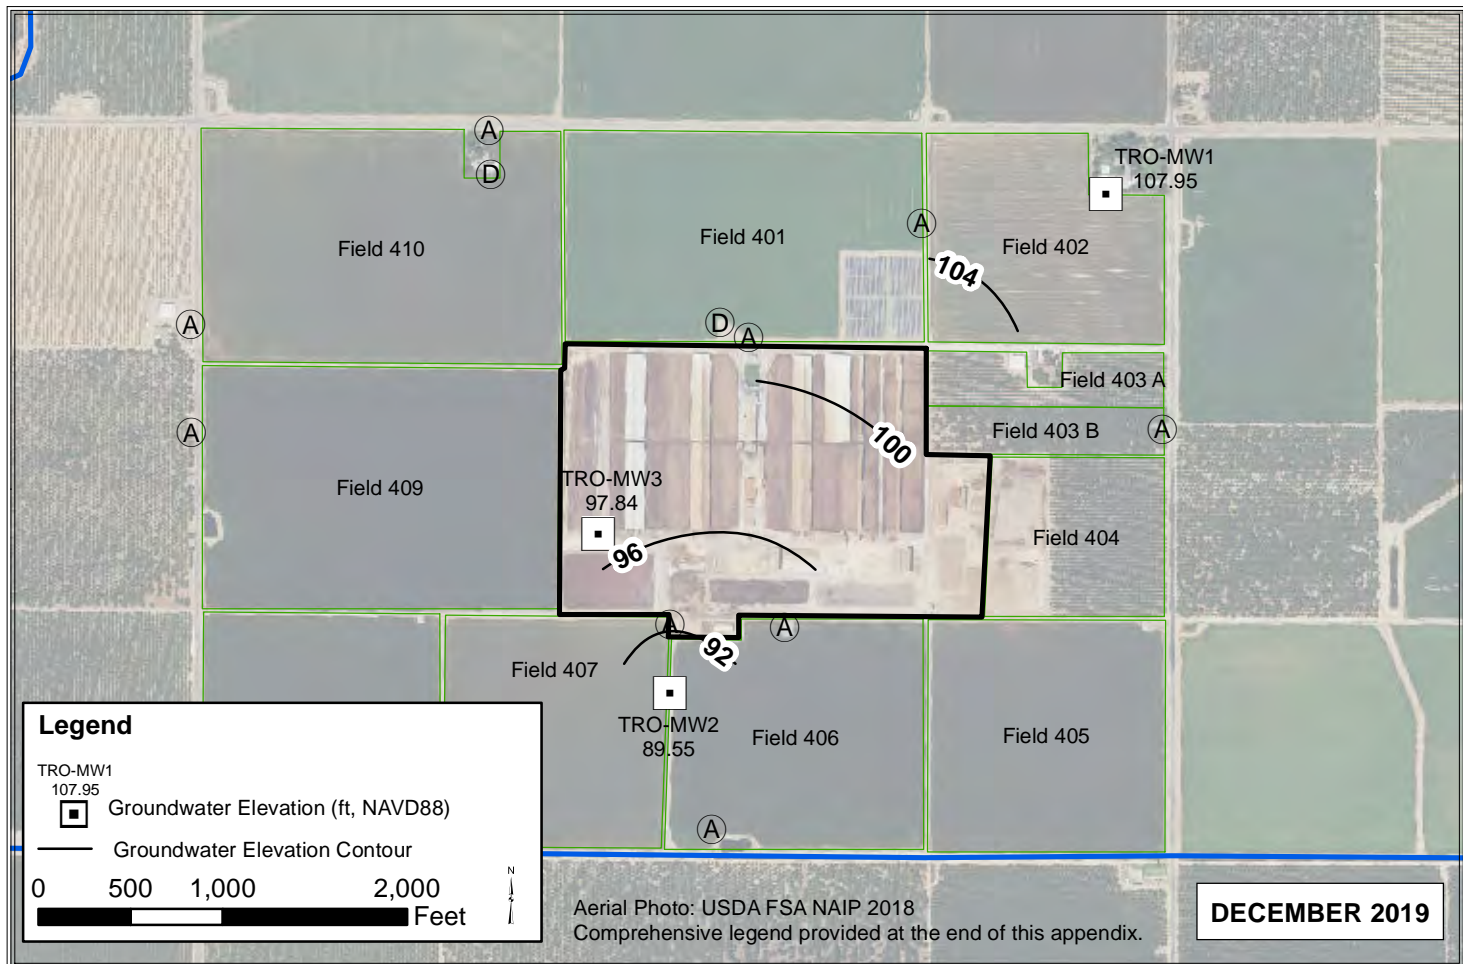 A
D
TRO-MW1
107.95
Field 410
Field 401
A
Field 402
104
A
D
A
Field 403 A
A
100
Field 403 B
A
Field 409
TRO-MW3
97.84
96
Field 404
A
A
92
Field 407
TRO-MW2
89.55
Field 406
Field 405
A
Legend
TRO-MW1
107.95
Groundwater Elevation (ft, NAVD88)
Groundwater Elevation Contour
0 500 1,000 2,000
Feet
N
Aerial Photo: USDA FSA NAIP 2018
Comprehensive legend provided at the end of this appendix.
DECEMBER 2019